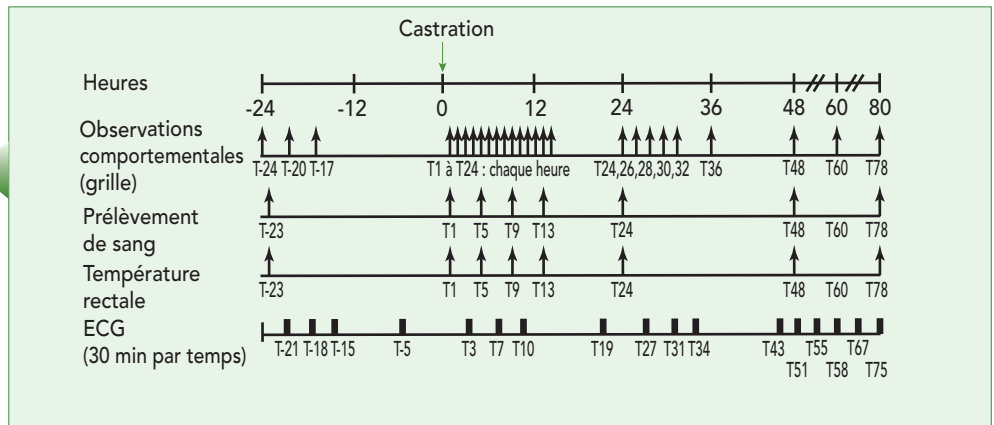 Castration
Heures
-24 -12 0 12 24 36 48 60 80
Observations
comportementales
(grille)
T-24 T-20 T-17 T1 à T24 : chaque heure T24,26,28,30,32 T36 T48 T60 T78
Prélèvement
de sang
T-23 T1 T5 T9 T13 T24 T48 T60 T78
Température
rectale
T-23 T1 T5 T9 T13 T24 T48 T60 T78
ECG
(30 min par temps)
T-21 T-18 T-15 T-5 T3 T7 T10 T19 T27 T31 T34 T43 T55 T67
T51 T58 T75